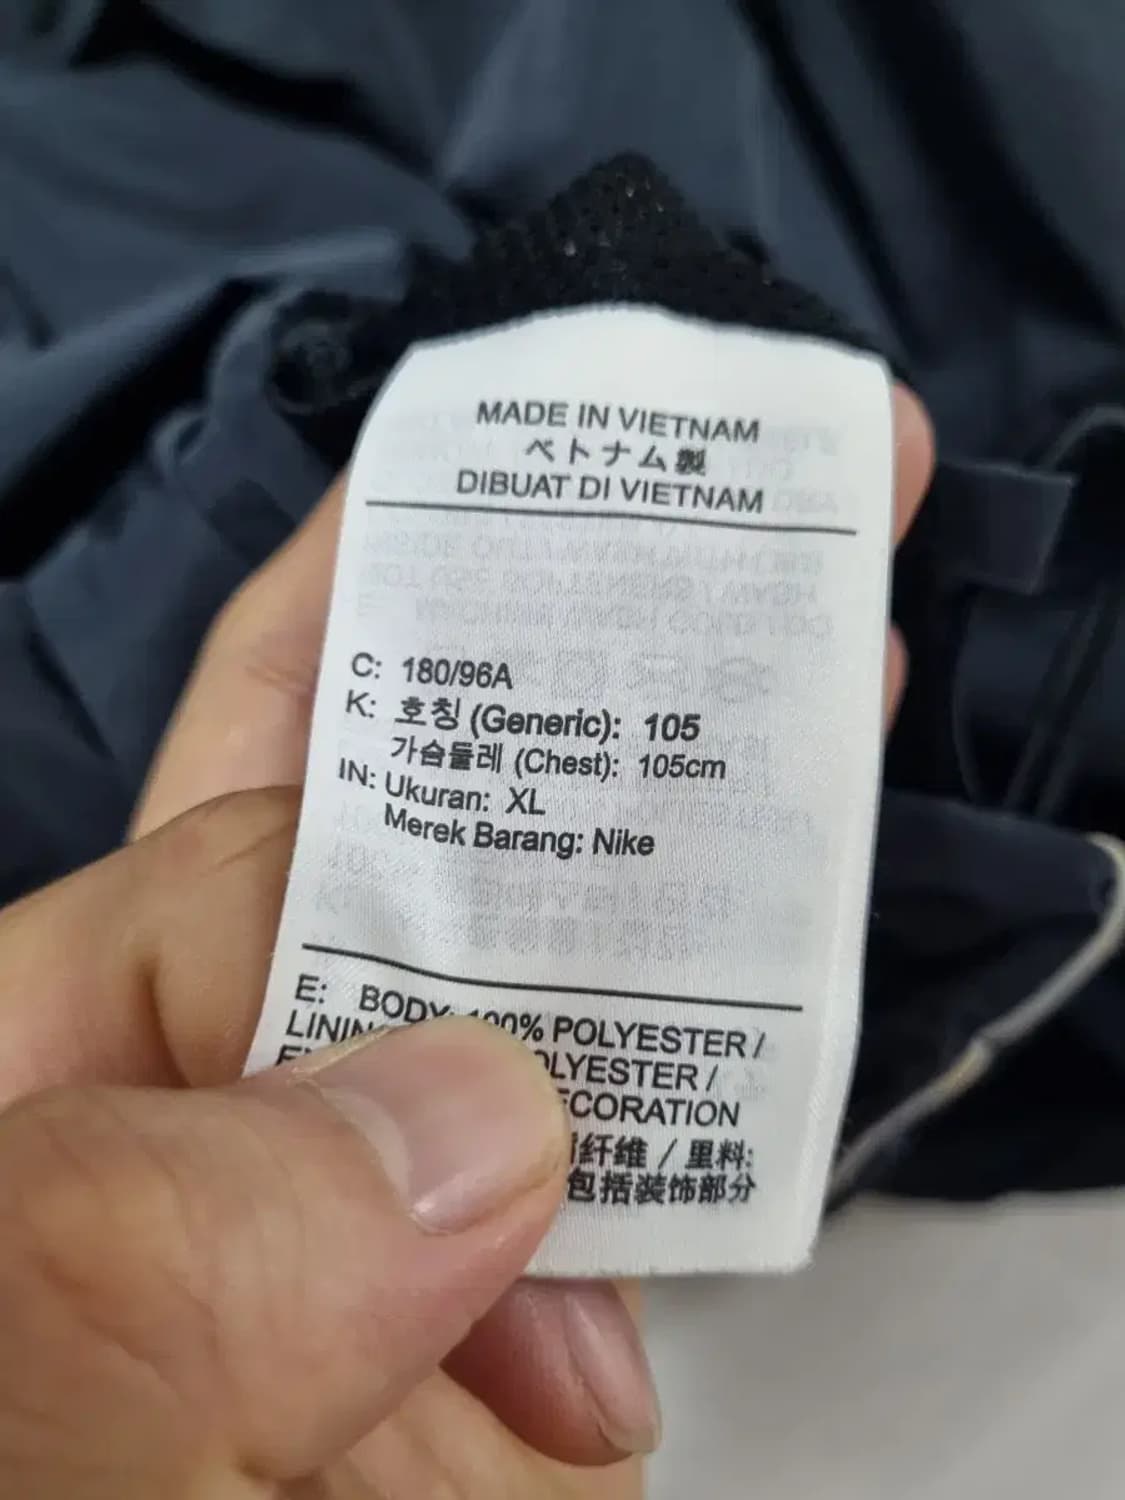 MADE IN VIETNAM
ベトナム製
DIBUAT DI VIETNAM
C: 180/96A
K: 호칭 (Generic): 105
가슴둘레 (Chest): 105cm
IN: Ukuran: XL
Merek Barang: Nike
E: BODY: 100% POLYESTER /
POLYESTER /
DECORATION
纤维 / 里料:
包括装饰部分